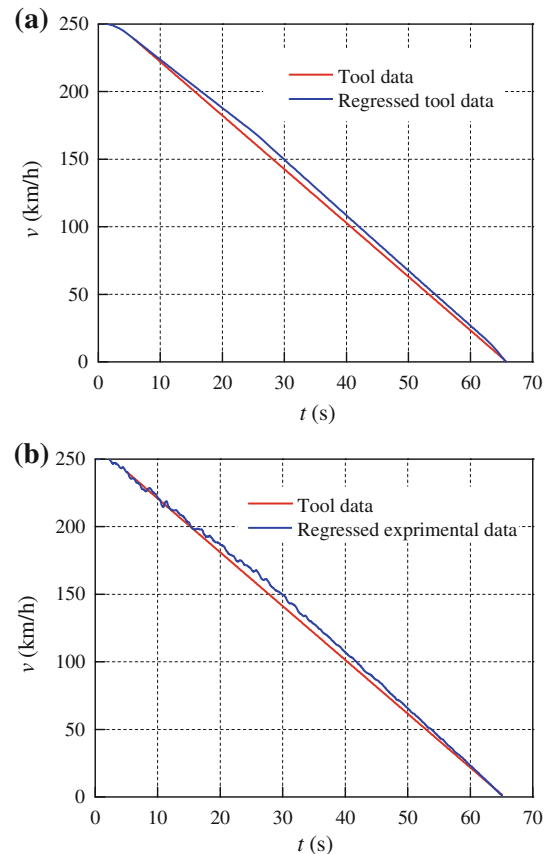 (a)
250
200
150
100
50
0
v (km/h)
Tool data
Regressed tool data
0 10 20 30 40 50 60 70
t (s)
(b)
250
200
150
100
50
0
v (km/h)
Tool data
Regressed exprimental data
0 10 20 30 40 50 60 70
t (s)